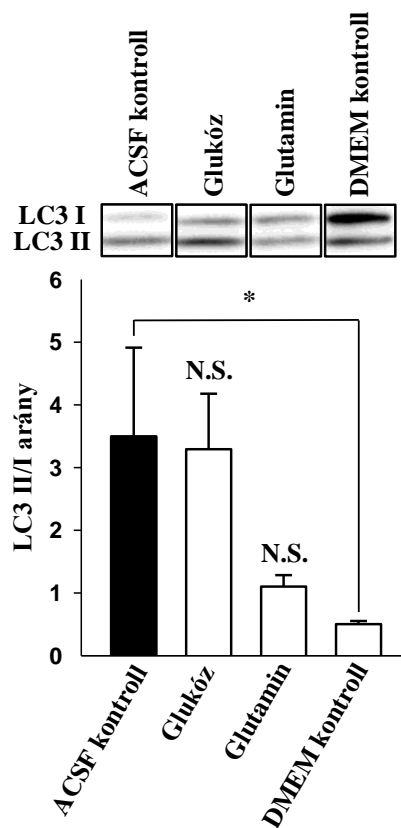 ACSF kontroll
Glukóz
Glutamin
DMEM kontroll
LC3 I
LC3 II
*
6
N.S.
5
4
N.S.
3
2
1
0
LC3 II/I arány
ACSF kontroll
Glukóz
Glutamin
DMEM kontroll